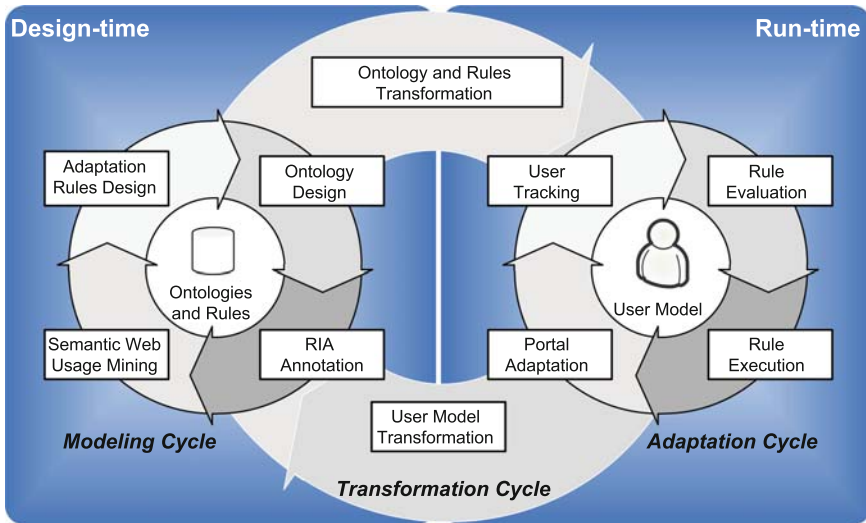 Design-time
Run-time
Ontology and Rules
Transformation
Adaptation
Rules Design
Ontology
Design
Ontologies
and Rules
Semantic Web
Usage Mining
RIA
Annotation
Modeling Cycle
User
Tracking
Rule
Evaluation
User Model
Portal
Adaptation
Rule
Execution
Adaptation Cycle
User Model
Transformation
Transformation Cycle